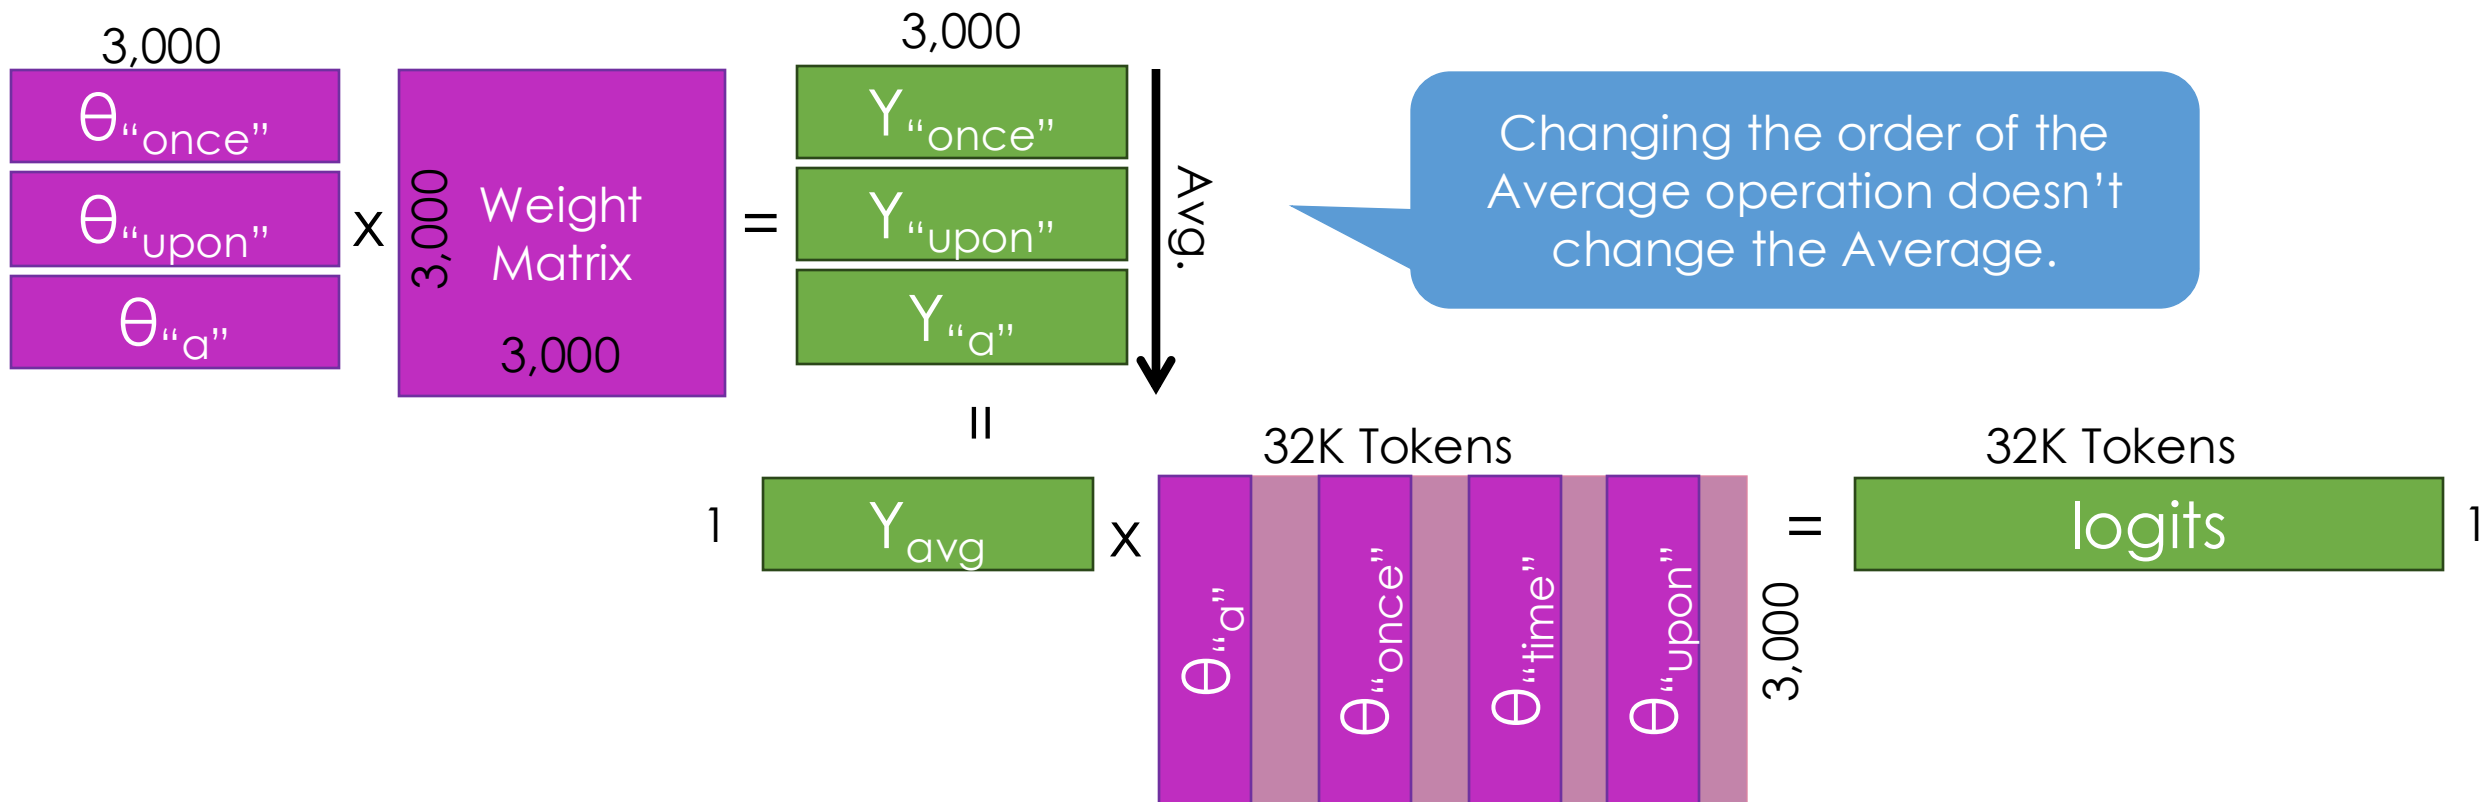 3,000
θ“once”
θ“upon”
θ“a”
x
3,000
Weight
Matrix
3,000
=
3,000
Y“once”
Y“upon”
Y“a”
Avg.
Changing the order of the
Average operation doesn’t
change the Average.
=
1
Yavg
x
32K Tokens
θ“a”
θ“once”
θ“time”
θ“upon”
3,000
=
32K Tokens
logits
1